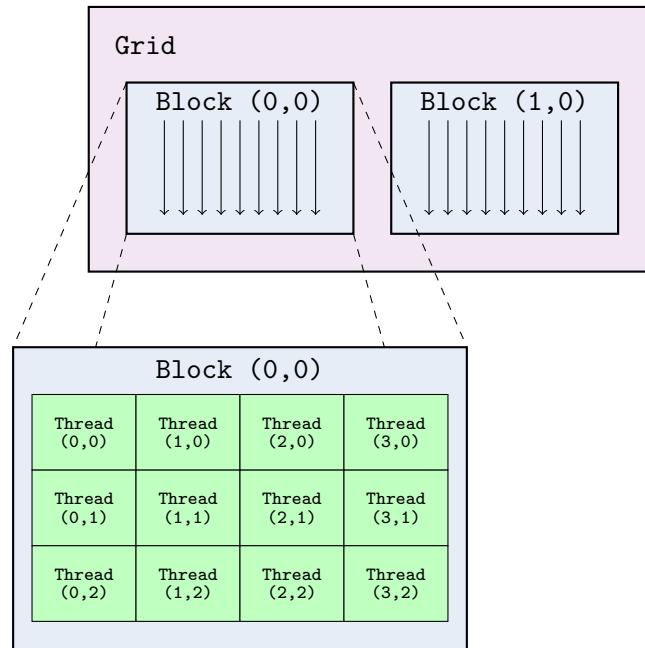 Grid
Block (0,0)
Block (1,0)
Block (0,0)
Thread
(0,0)
Thread
(1,0)
Thread
(2,0)
Thread
(3,0)
Thread
(0,1)
Thread
(1,1)
Thread
(2,1)
Thread
(3,1)
Thread
(0,2)
Thread
(1,2)
Thread
(2,2)
Thread
(3,2)